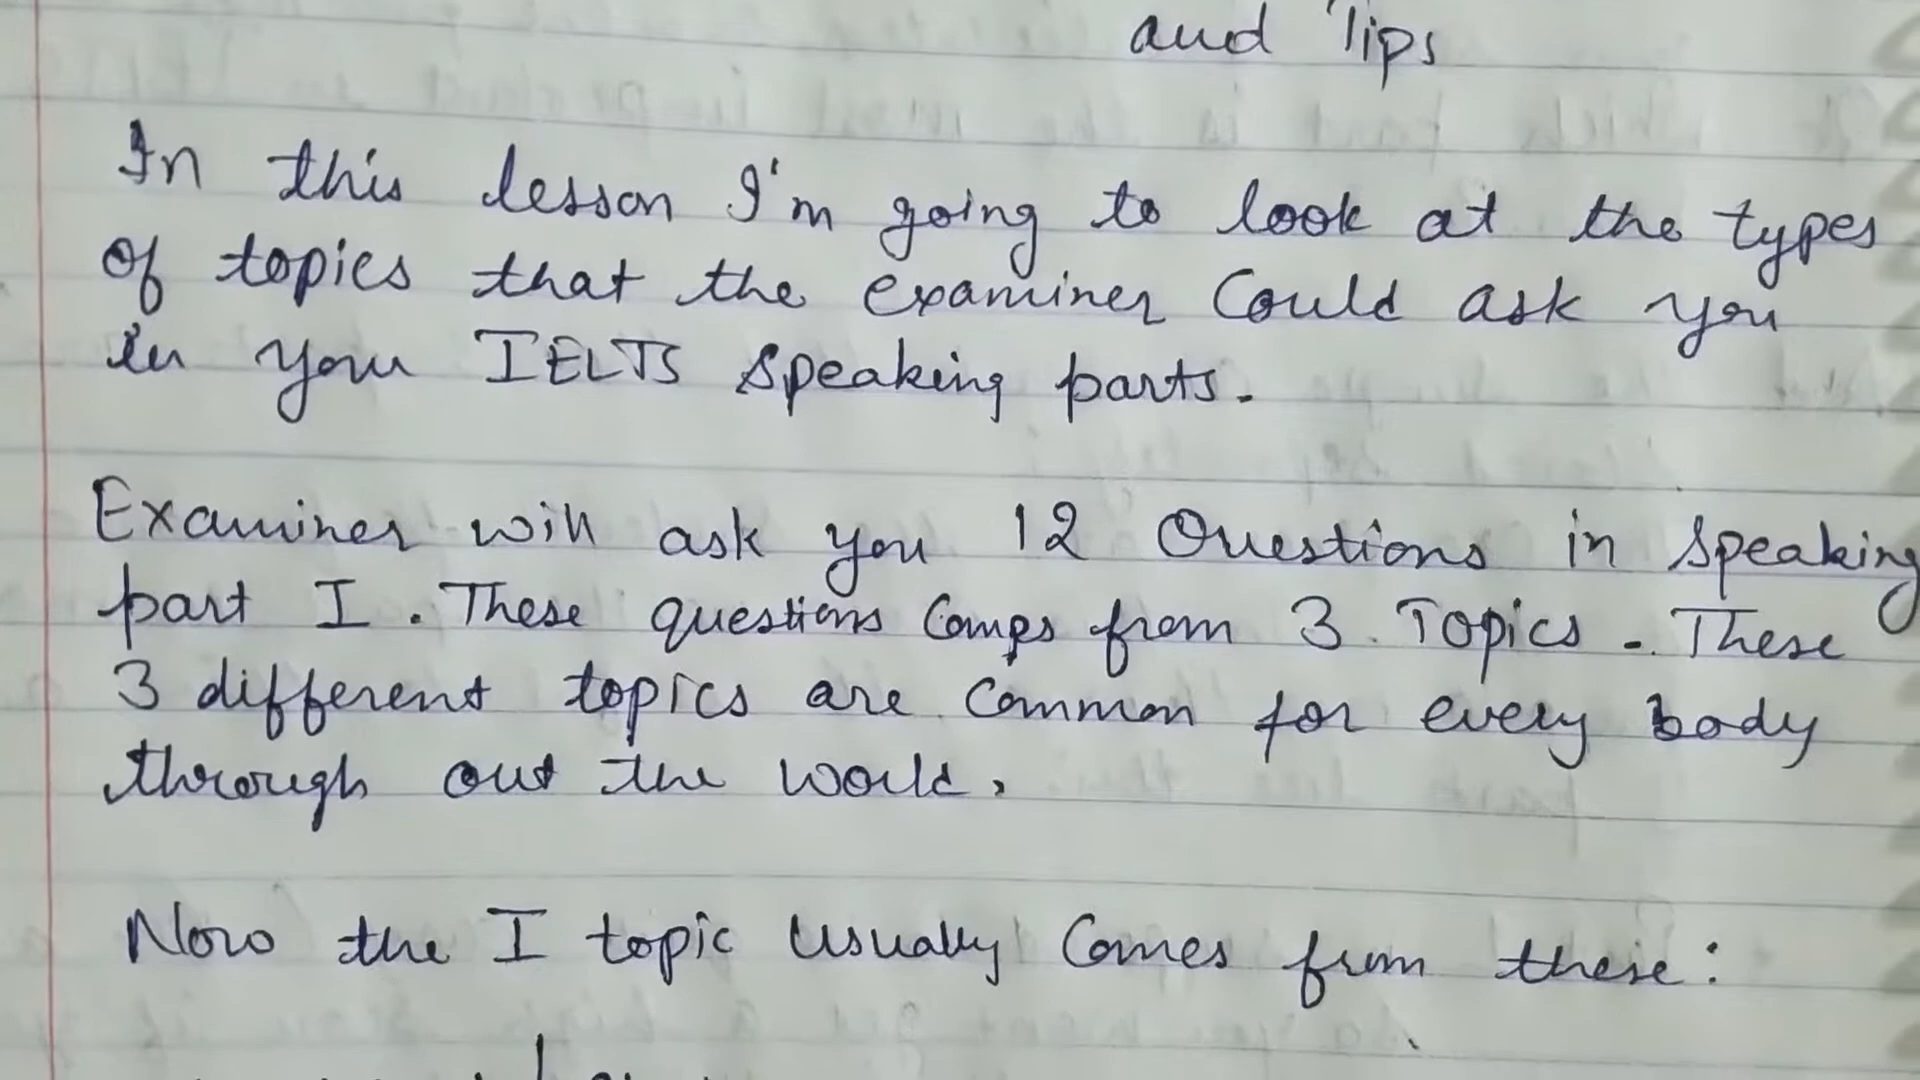 and Tips
In this lesson I'm going to look at the types
of topics that the examiner Could ask you
in your IELTS Speaking parts.
Examiner will ask you 12 Questions in Speaking
part I. These questions Comes from 3 Topics. These
3 different topics are Common for every body
through out the world.
Now the I topic Usually Comes from these: